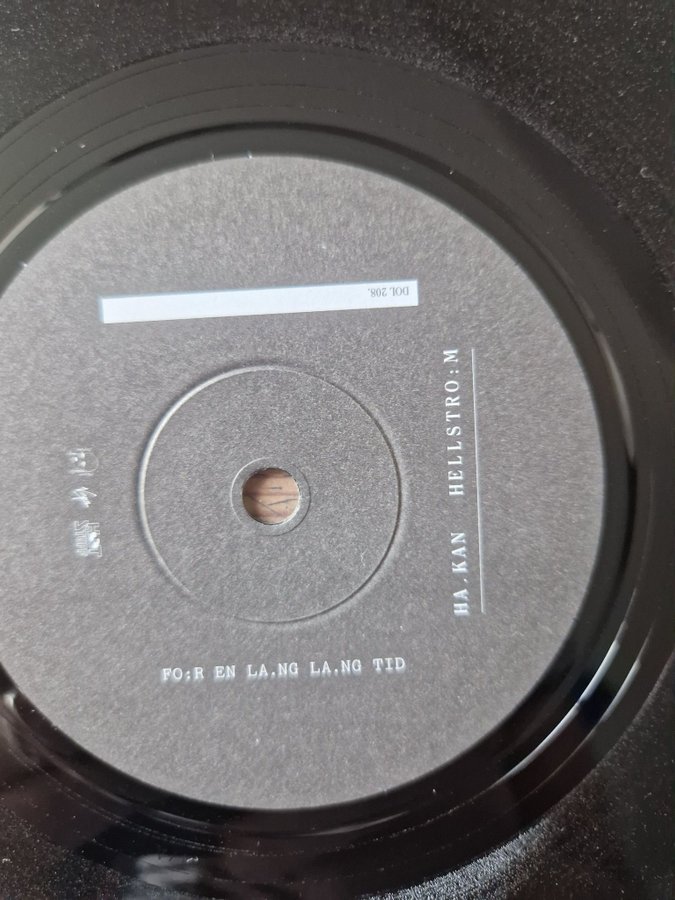 DOL 208.
HA.KAN HELLSTRO:M
FO:R EN LA.NG LA.NG TID